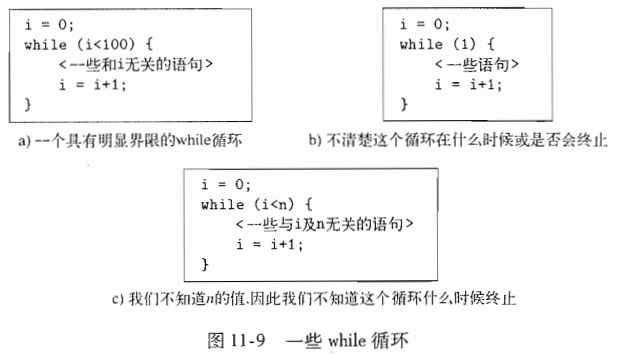 i = 0;
while (i<100) {
<一些和i无关的语句>
i = i+1;
}
a) 一个具有明显界限的while循环
i = 0;
while (1) {
<一些语句>
i = i+1;
}
b) 不清楚这个循环在什么时候或是否会终止
i = 0;
while (i<n) {
<一些与i及n无关的语句>
i = i+1;
}
c) 我们不知道n的值,因此我们不知道这个循环什么时候终止
图 11-9 一些 while 循环